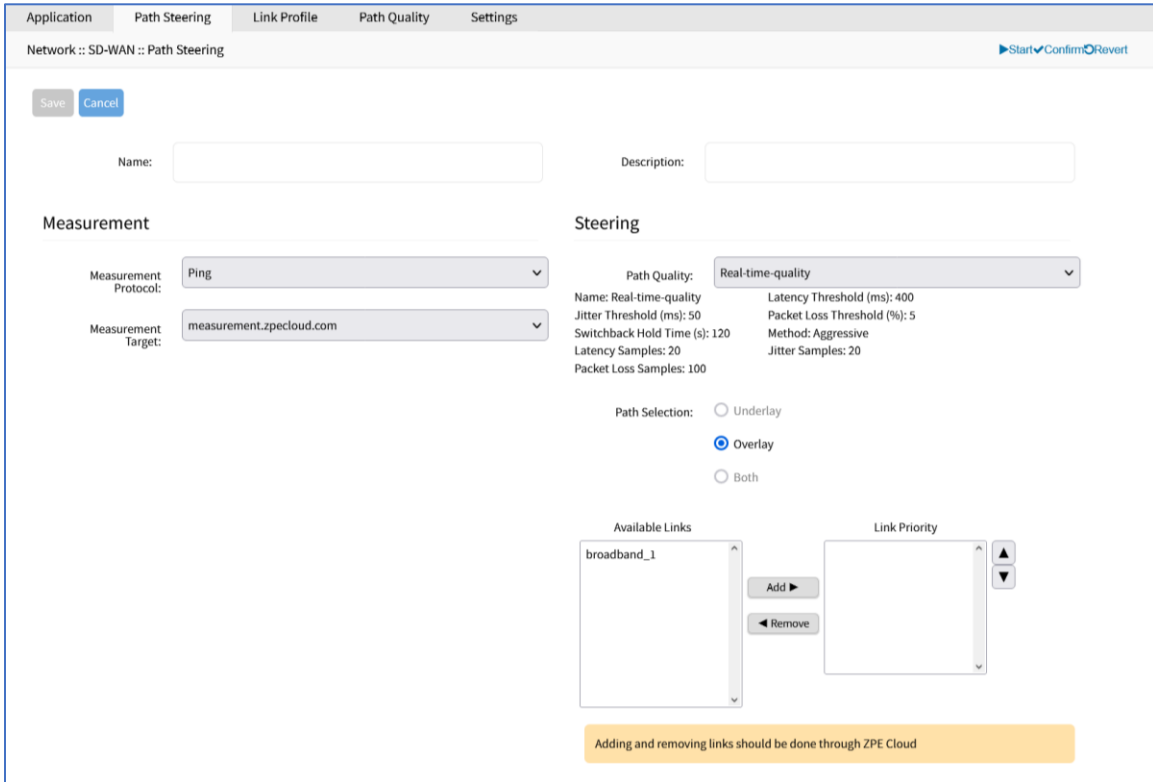 Application Path Steering Link Profile Path Quality Settings
Network :: SD-WAN :: Path Steering
Start Confirm Revert
Save Cancel
Name:
Description:
Measurement
Measurement Protocol:
Ping
Measurement Target:
measurement.zpecloud.com
Steering
Path Quality:
Real-time-quality
Name: Real-time-quality Latency Threshold (ms): 400
Jitter Threshold (ms): 50 Packet Loss Threshold (%): 5
Switchback Hold Time (s): 120 Method: Aggressive
Latency Samples: 20 Jitter Samples: 20
Packet Loss Samples: 100
Path Selection:
Underlay
Overlay
Both
Available Links
broadband_1
Add ▶
◀ Remove
Link Priority
▲
▼
Adding and removing links should be done through ZPE Cloud